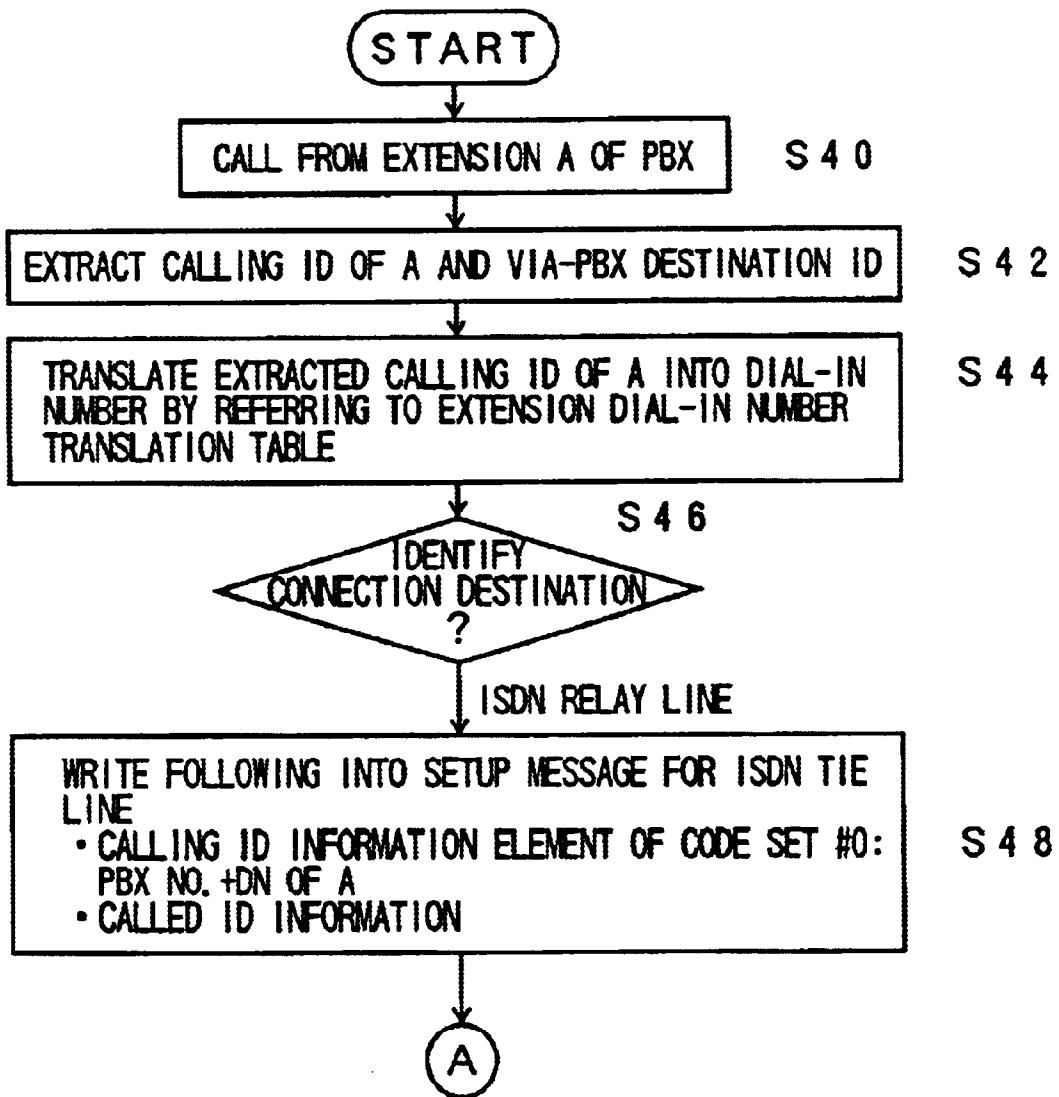 START
CALL FROM EXTENSION A OF PBX
S40
EXTRACT CALLING ID OF A AND VIA-PBX DESTINATION ID
S42
TRANSLATE EXTRACTED CALLING ID OF A INTO DIAL-IN
NUMBER BY REFERRING TO EXTENSION DIAL-IN NUMBER
TRANSLATION TABLE
S44
S46
IDENTIFY
CONNECTION DESTINATION
?
ISDN RELAY LINE
WRITE FOLLOWING INTO SETUP MESSAGE FOR ISDN TIE
LINE
・CALLING ID INFORMATION ELEMENT OF CODE SET #0:
PBX NO.+DN OF A
・CALLED ID INFORMATION
S48
A